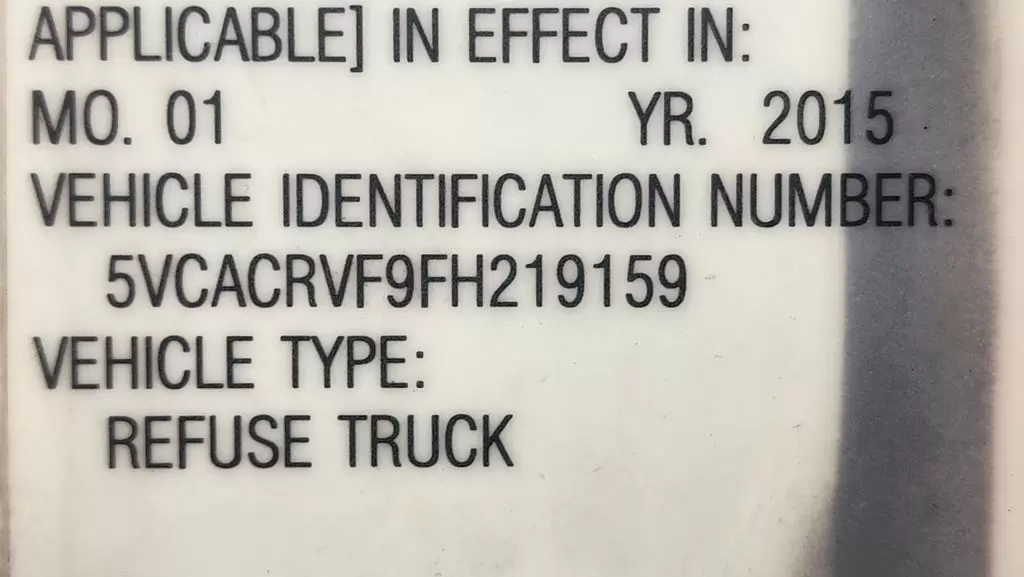 APPLICABLE] IN EFFECT IN:
MO. 01 YR. 2015
VEHICLE IDENTIFICATION NUMBER:
5VCACRVF9FH219159
VEHICLE TYPE:
REFUSE TRUCK